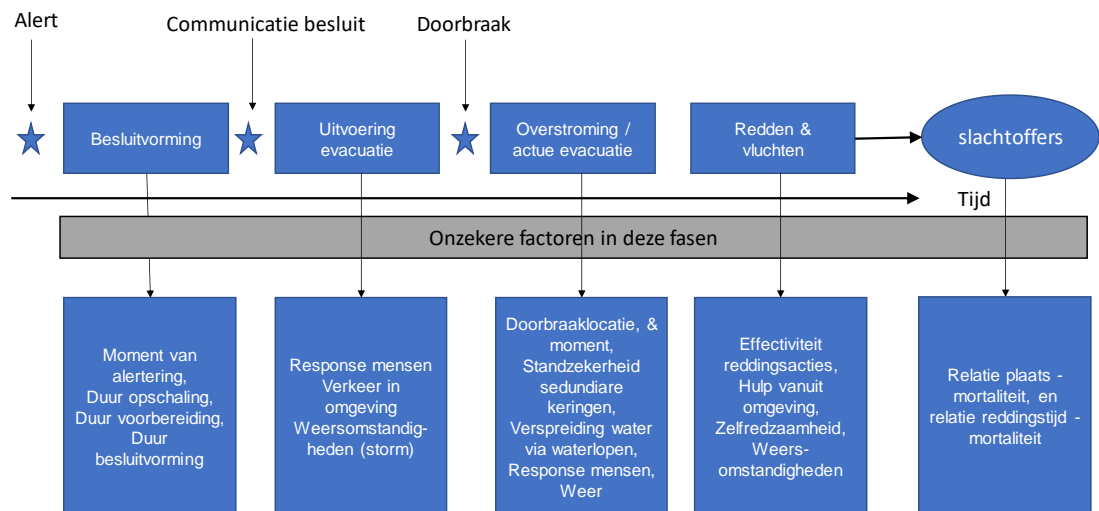 Alert
Communicatie besluit
Doorbraak
Besluitvorming
Uitvoering
evacuatie
Overstroming /
actue evacuatie
Redden &
vluchten
slachtoffers
Tijd
Onzekere factoren in deze fasen
Moment van
alertering,
Duur opschaling,
Duur voorbereiding,
Duur
besluitvorming
Response mensen
Verkeer in
omgeving
Weersomstandig-
heden (storm)
Doorbraaklocatie, &
moment,
Standzekerheid
sedundiare
keringen,
Verspreiding water
via waterlopen,
Response mensen,
Weer
Effectiviteit
reddingsacties,
Hulp vanuit
omgeving,
Zelfredzaamheid,
Weers-
omstandigheden
Relatie plaats -
mortaliteit, en
relatie reddingstijd -
mortaliteit